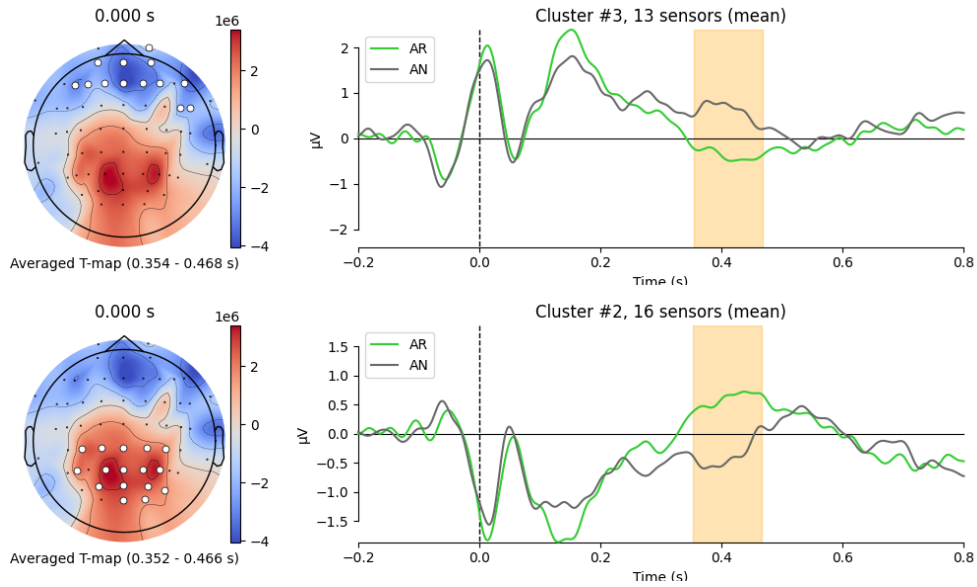 0.000 s
1e6
2
0
−2
−4
Averaged T-map (0.354 - 0.468 s)
Cluster #3, 13 sensors (mean)
AR
AN
µV
2
1
0
−1
−2
−0.2 0.0 0.2 0.4 0.6 0.8
Time (s)
0.000 s
1e6
2
0
−2
−4
Averaged T-map (0.352 - 0.466 s)
Cluster #2, 16 sensors (mean)
AR
AN
µV
1.5
1.0
0.5
0.0
−0.5
−1.0
−1.5
−0.2 0.0 0.2 0.4 0.6 0.8
Time (s)